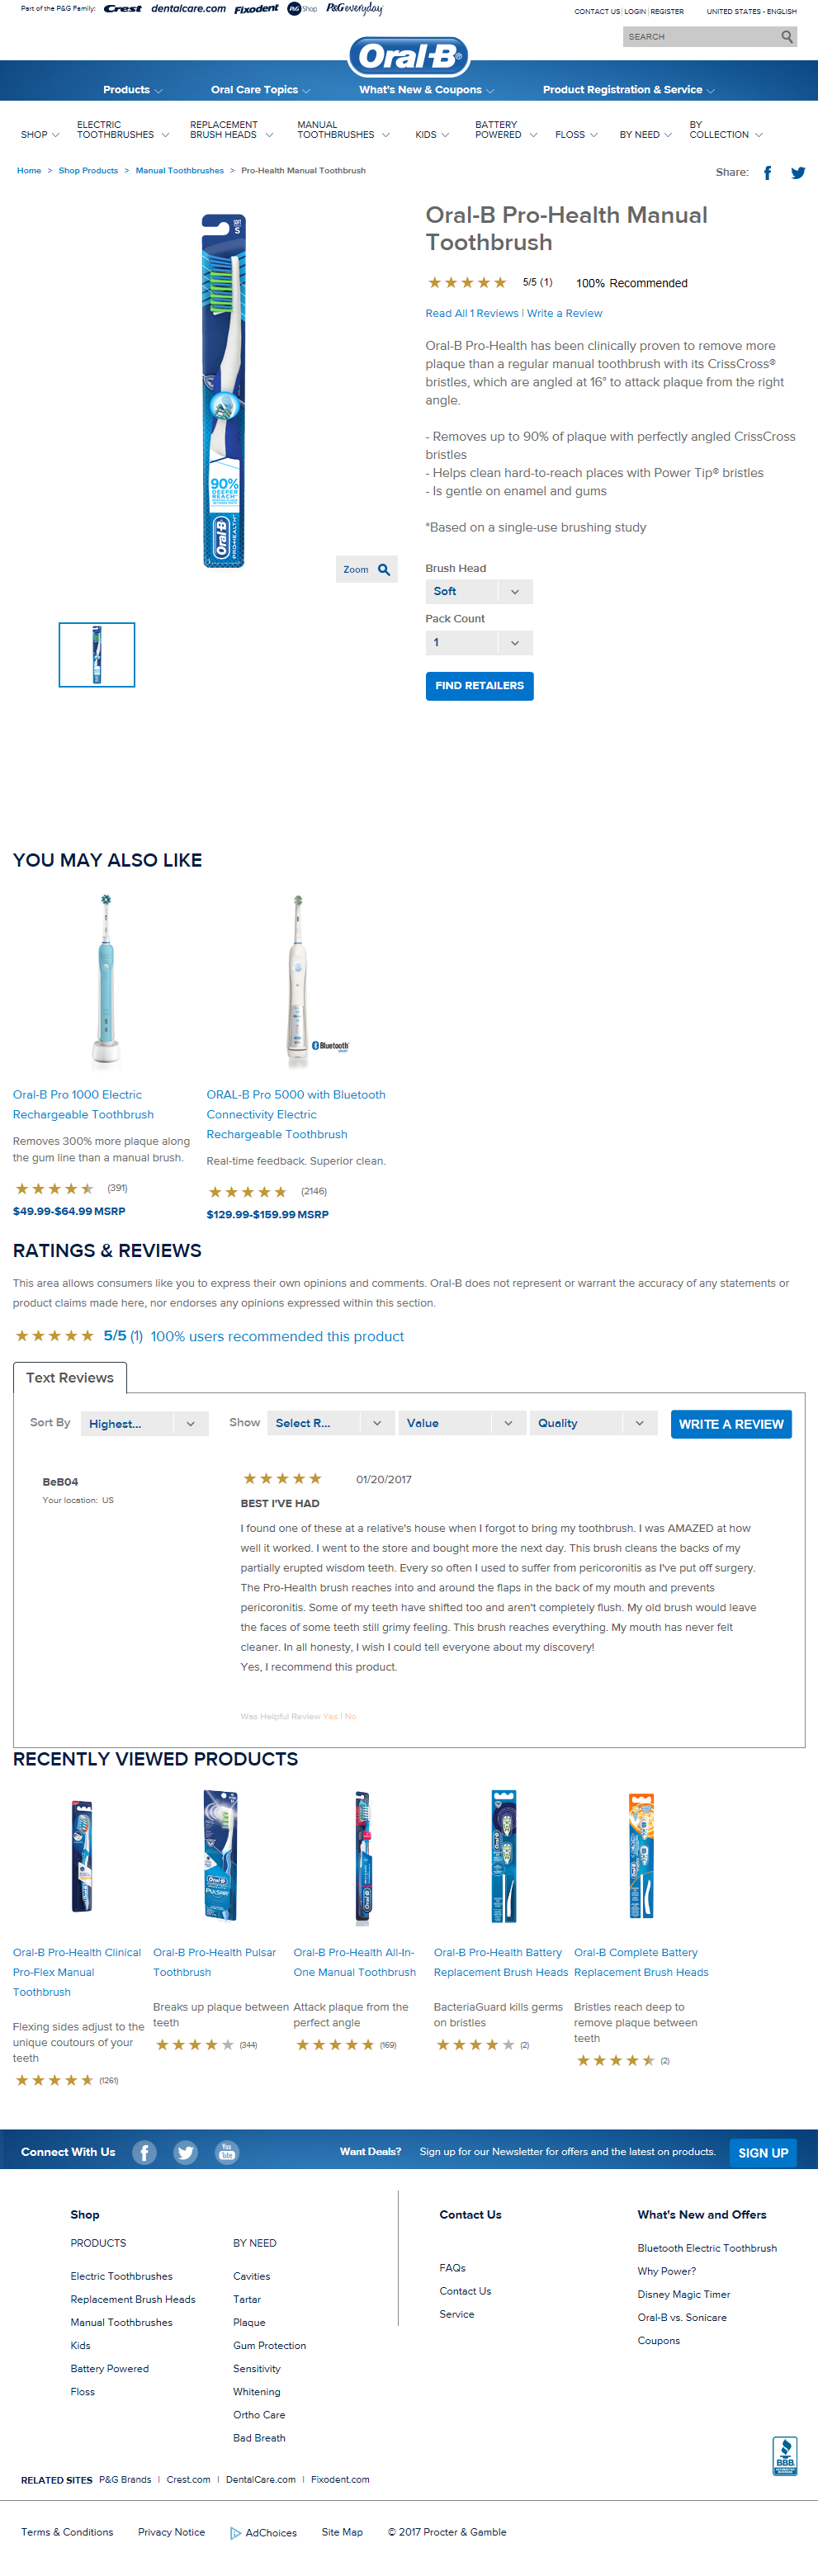 Part of the P&G Family: Crest dentalcare.com Fixodent P&G Shop P&Geveryday
CONTACT US | LOGIN | REGISTER UNITED STATES - ENGLISH
SEARCH
Oral-B
Products Oral Care Topics What's New & Coupons Product Registration & Service
SHOP
ELECTRIC
TOOTHBRUSHES
REPLACEMENT
BRUSH HEADS
MANUAL
TOOTHBRUSHES
KIDS
BATTERY
POWERED
FLOSS
BY NEED
BY
COLLECTION
Home > Shop Products > Manual Toothbrushes > Pro-Health Manual Toothbrush
Share:
Oral-B Pro-Health Manual
Toothbrush
5/5 (1) 100% Recommended
Read All 1 Reviews | Write a Review
Oral-B Pro-Health has been clinically proven to remove more
plaque than a regular manual toothbrush with its CrissCross®
bristles, which are angled at 16° to attack plaque from the right
angle.
- Removes up to 90% of plaque with perfectly angled CrissCross
bristles
- Helps clean hard-to-reach places with Power Tip® bristles
- Is gentle on enamel and gums
*Based on a single-use brushing study
S
90%
DEEPER
REACH
Oral-B
PRO-HEALTH
Zoom
Brush Head
Soft
Pack Count
1
FIND RETAILERS
YOU MAY ALSO LIKE
Bluetooth
Oral-B Pro 1000 Electric
Rechargeable Toothbrush
Removes 300% more plaque along
the gum line than a manual brush.
(391)
$49.99-$64.99 MSRP
ORAL-B Pro 5000 with Bluetooth
Connectivity Electric
Rechargeable Toothbrush
Real-time feedback. Superior clean.
(2146)
$129.99-$159.99 MSRP
RATINGS & REVIEWS
This area allows consumers like you to express their own opinions and comments. Oral-B does not represent or warrant the accuracy of any statements or
product claims made here, nor endorses any opinions expressed within this section.
5/5 (1) 100% users recommended this product
Text Reviews
Sort By Highest... Show Select R... Value Quality WRITE A REVIEW
BeB04
Your location: US
01/20/2017
BEST I'VE HAD
I found one of these at a relative's house when I forgot to bring my toothbrush. I was AMAZED at how
well it worked. I went to the store and bought more the next day. This brush cleans the backs of my
partially erupted wisdom teeth. Every so often I used to suffer from pericoronitis as I've put off surgery.
The Pro-Health brush reaches into and around the flaps in the back of my mouth and prevents
pericoronitis. Some of my teeth have shifted too and aren't completely flush. My old brush would leave
the faces of some teeth still grimy feeling. This brush reaches everything. My mouth has never felt
cleaner. In all honesty, I wish I could tell everyone about my discovery!
Yes, I recommend this product.
Was Helpful Review Yes | No
RECENTLY VIEWED PRODUCTS
Oral-B Pro-Health Clinical
Pro-Flex Manual
Toothbrush
Flexing sides adjust to the
unique coutours of your
teeth
(1261)
Oral-B
PULSAR
Oral-B Pro-Health Pulsar
Toothbrush
Breaks up plaque between
teeth
(344)
Oral-B Pro-Health All-In-
One Manual Toothbrush
Attack plaque from the
perfect angle
(169)
Oral-B Pro-Health Battery
Replacement Brush Heads
BacteriaGuard kills germs
on bristles
(2)
Oral-B Complete Battery
Replacement Brush Heads
Bristles reach deep to
remove plaque between
teeth
(2)
Connect With Us
You
Tube
Want Deals? Sign up for our Newsletter for offers and the latest on products. SIGN UP
Shop
PRODUCTS
Electric Toothbrushes
Replacement Brush Heads
Manual Toothbrushes
Kids
Battery Powered
Floss
BY NEED
Cavities
Tartar
Plaque
Gum Protection
Sensitivity
Whitening
Ortho Care
Bad Breath
Contact Us
FAQs
Contact Us
Service
What's New and Offers
Bluetooth Electric Toothbrush
Why Power?
Disney Magic Timer
Oral-B vs. Sonicare
Coupons
BBB
RELATED SITES P&G Brands | Crest.com | DentalCare.com | Fixodent.com
Terms & Conditions Privacy Notice AdChoices Site Map © 2017 Procter & Gamble